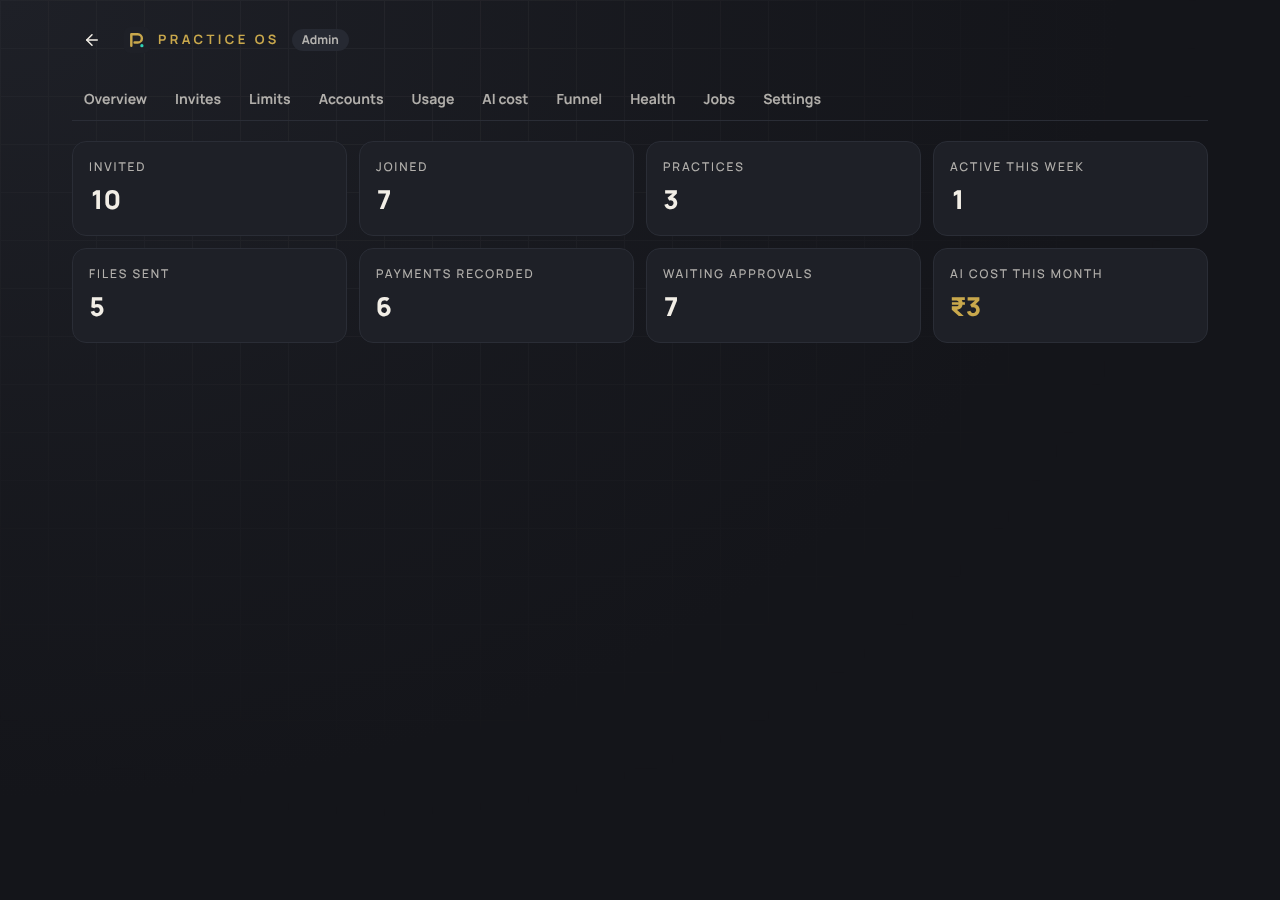 PRACTICE OS Admin
Overview Invites Limits Accounts Usage AI cost Funnel Health Jobs Settings
INVITED JOINED PRACTICES ACTIVE THIS WEEK
10 7 3 1
FILES SENT PAYMENTS RECORDED WAITING APPROVALS AI COST THIS MONTH
5 6 7 ₹3